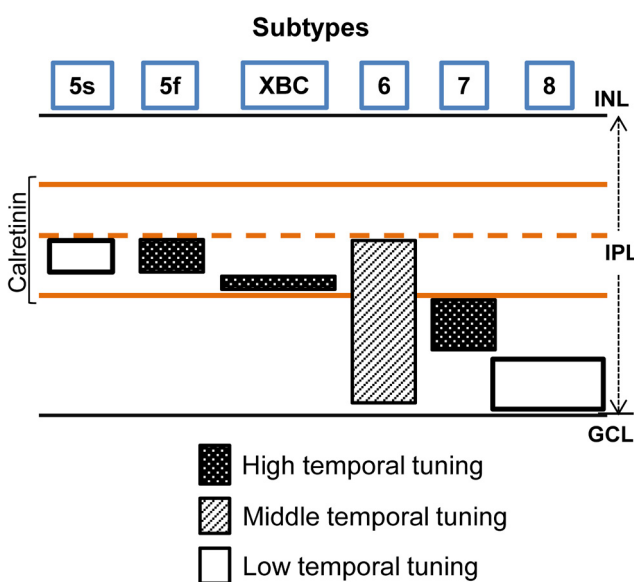 Subtypes
5s 5f XBC 6 7 8 INL
Calretinin
IPL
GCL
High temporal tuning
Middle temporal tuning
Low temporal tuning